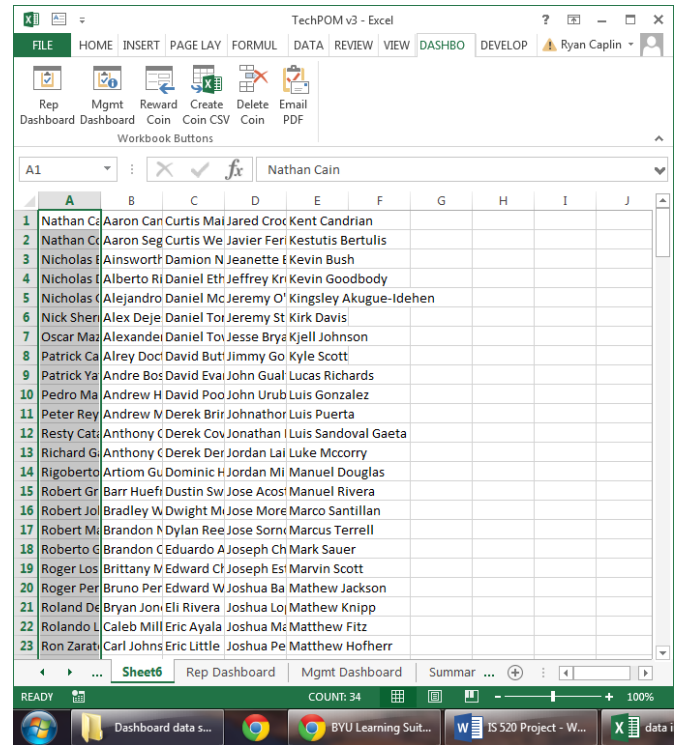 TechPOM v3 - Excel
FILE HOME INSERT PAGE LAY FORMUL DATA REVIEW VIEW DASHBO DEVELOP Ryan Caplin
Rep Dashboard Mgmt Dashboard Reward Coin Create Coin CSV Delete Coin Email PDF
Workbook Buttons
A1 fx Nathan Cain
A B C D E F G H I J
1 Nathan Ca Aaron Can Curtis Mai Jared Croc Kent Candrian
2 Nathan Co Aaron Seg Curtis We Javier Feri Kestutis Bertulis
3 Nicholas Ainsworth Damion N Jeanette Kevin Bush
4 Nicholas Alberto Ri Daniel Eth Jeffrey Kr Kevin Goodbody
5 Nicholas Alejandro Daniel Mc Jeremy O' Kingsley Akugue-Idehen
6 Nick Sher Alex Deje Daniel Tor Jeremy St Kirk Davis
7 Oscar Maz Alexander Daniel Tov Jesse Brya Kjell Johnson
8 Patrick Ca Alrey Doc David But Jimmy Go Kyle Scott
9 Patrick Ya Andre Bos David Evan John Gual Lucas Richards
10 Pedro Ma Andrew H David Poo John Urub Luis Gonzalez
11 Peter Rey Andrew M Derek Brin Johnathor Luis Puerta
12 Resty Cata Anthony Derek Cov Jonathan Luis Sandoval Gaeta
13 Richard G Anthony Derek Der Jordan Lai Luke Mccorry
14 Rigoberto Artiom Gu Dominic H Jordan Mi Manuel Douglas
15 Robert Gr Barr Huef Dustin Sw Jose Acos Manuel Rivera
16 Robert Jo Bradley W Dwight M Jose More Marco Santillan
17 Robert Ma Brandon N Dylan Ree Jose Sorn Marcus Terrell
18 Roberto G Brandon Eduardo A Joseph Ch Mark Sauer
19 Roger Los Brittany M Edward Ch Joseph Es Marvin Scott
20 Roger Per Bruno Per Edward W Joshua Ba Mathew Jackson
21 Roland De Bryan Jon Eli Rivera Joshua Lo Mathew Knipp
22 Rolando L Caleb Mill Eric Ayala Joshua Ma Matthew Fitz
23 Ron Zarat Carl Johns Eric Little Joshua Pe Matthew Hofherr
... Sheet6 Rep Dashboard Mgmt Dashboard Summar ...
READY COUNT: 34 100%
Dashboard data s... BYU Learning Suit... IS 520 Project - W... data i